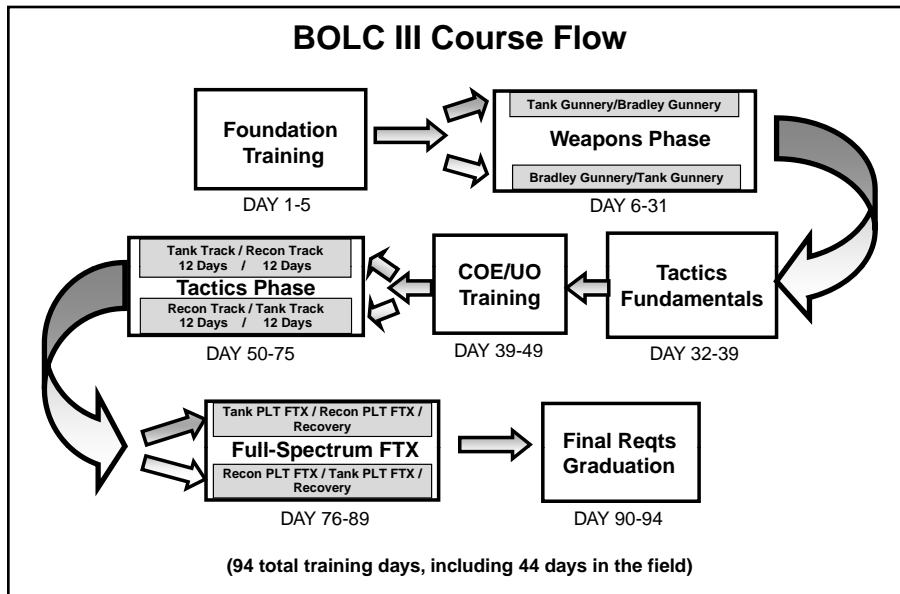 BOLC III Course Flow
Foundation
Training
DAY 1-5
Tank Gunnery/Bradley Gunnery
Weapons Phase
Bradley Gunnery/Tank Gunnery
DAY 6-31
Tactics
Fundamentals
DAY 32-39
COE/UO
Training
DAY 39-49
Tank Track / Recon Track
12 Days / 12 Days
Tactics Phase
Recon Track / Tank Track
12 Days / 12 Days
DAY 50-75
Tank PLT FTX / Recon PLT FTX /
Recovery
Full-Spectrum FTX
Recon PLT FTX / Tank PLT FTX /
Recovery
DAY 76-89
Final Reqts
Graduation
DAY 90-94
(94 total training days, including 44 days in the field)